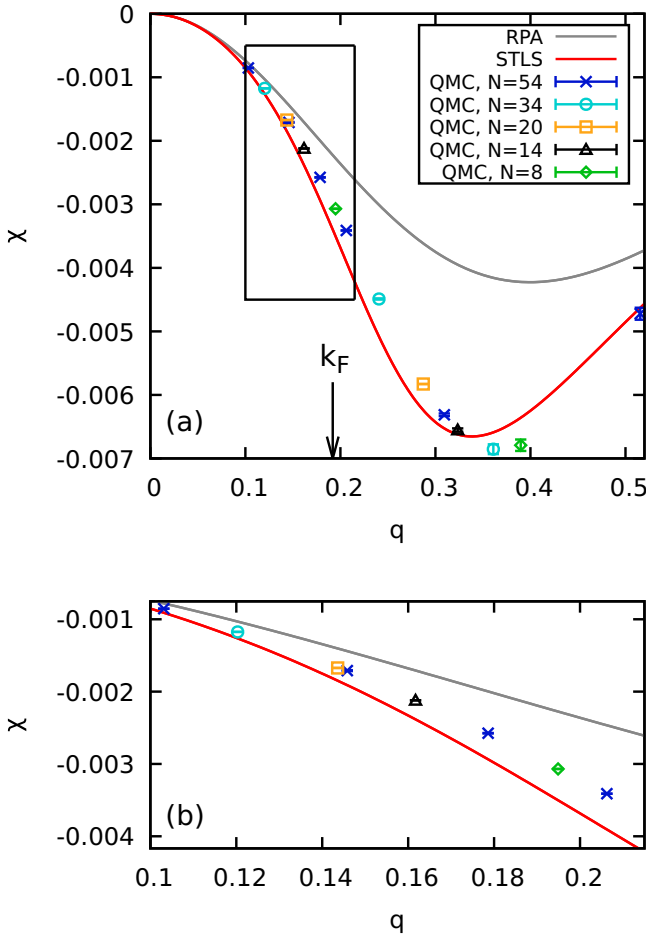 0
-0.001
-0.002
-0.003
-0.004
-0.005
-0.006
-0.007
χ
RPA
STLS
QMC, N=54
QMC, N=34
QMC, N=20
QMC, N=14
QMC, N=8
k_F
(a)
0 0.1 0.2 0.3 0.4 0.5
q
-0.001
-0.002
-0.003
-0.004
χ
(b)
0.1 0.12 0.14 0.16 0.18 0.2
q